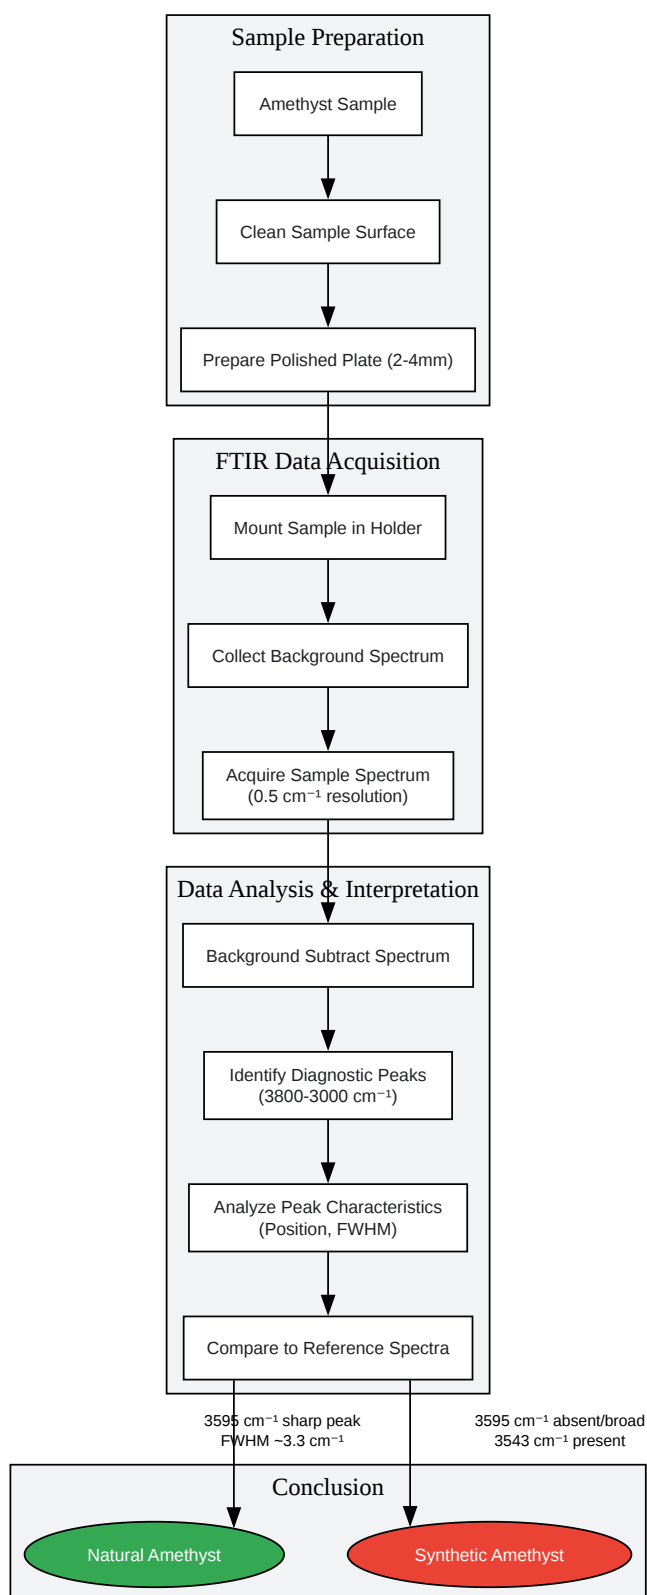 Sample Preparation
Amethyst Sample
Clean Sample Surface
Prepare Polished Plate (2-4mm)
FTIR Data Acquisition
Mount Sample in Holder
Collect Background Spectrum
Acquire Sample Spectrum
(0.5 cm⁻¹ resolution)
Data Analysis & Interpretation
Background Subtract Spectrum
Identify Diagnostic Peaks
(3800-3000 cm⁻¹)
Analyze Peak Characteristics
(Position, FWHM)
Compare to Reference Spectra
3595 cm⁻¹ sharp peak
FWHM ~3.3 cm⁻¹
3595 cm⁻¹ absent/broad
3543 cm⁻¹ present
Conclusion
Natural Amethyst
Synthetic Amethyst